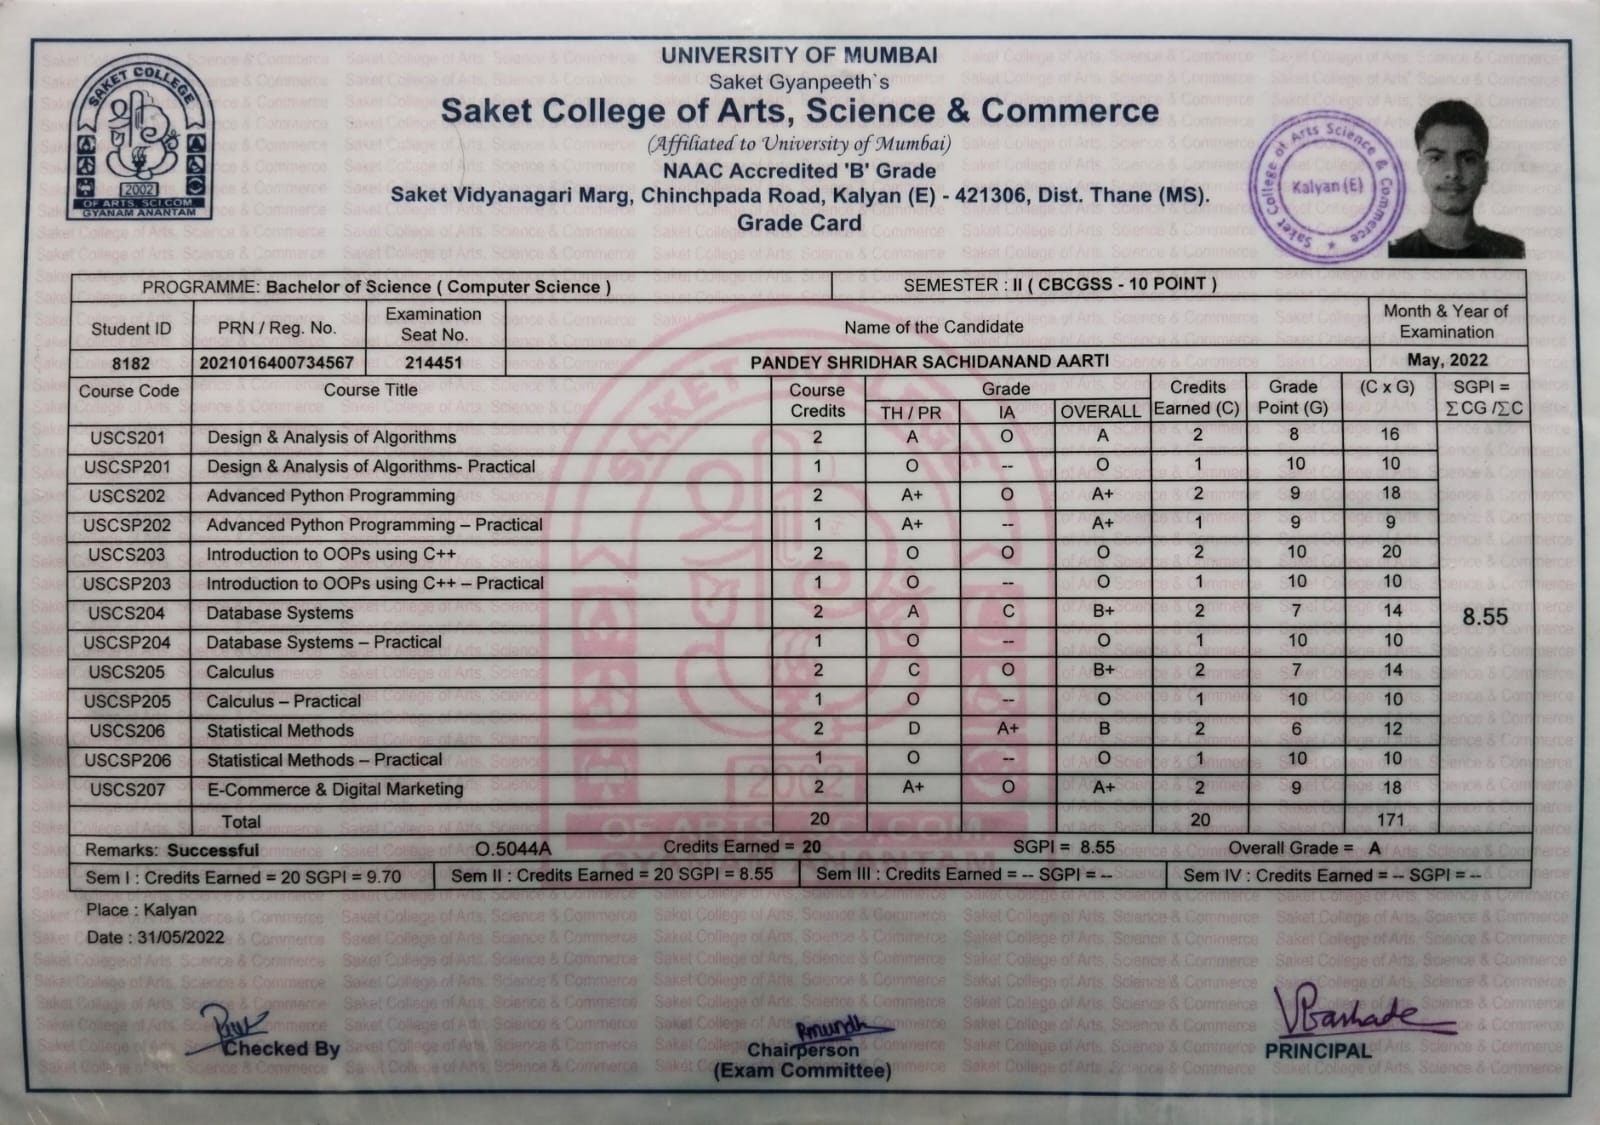 UNIVERSITY OF MUMBAI
Saket Gyanpeeth`s
Saket College of Arts, Science & Commerce
(Affiliated to University of Mumbai)
NAAC Accredited 'B' Grade
Saket Vidyanagari Marg, Chinchpada Road, Kalyan (E) - 421306, Dist. Thane (MS).
Grade Card
SAKET COLLEGE
2002
OF ARTS, SCI.COM
GYANAM ANANTAM
Saket College of Arts Science & Commerce
Kalyan (E)
PROGRAMME: Bachelor of Science ( Computer Science ) SEMESTER : II ( CBCGSS - 10 POINT )
Student ID PRN / Reg. No. Examination Seat No. Name of the Candidate Month & Year of Examination
8182 2021016400734567 214451 PANDEY SHRIDHAR SACHIDANAND AARTI May, 2022
Course Code Course Title Course Credits Grade Credits Earned (C) Grade Point (G) (C x G) SGPI = ΣCG /ΣC
TH / PR IA OVERALL
USCS201 Design & Analysis of Algorithms 2 A O A 2 8 16
USCSP201 Design & Analysis of Algorithms- Practical 1 O -- O 1 10 10
USCS202 Advanced Python Programming 2 A+ O A+ 2 9 18
USCSP202 Advanced Python Programming – Practical 1 A+ -- A+ 1 9 9
USCS203 Introduction to OOPs using C++ 2 O O O 2 10 20
USCSP203 Introduction to OOPs using C++ – Practical 1 O -- O 1 10 10
USCS204 Database Systems 2 A C B+ 2 7 14
8.55
USCSP204 Database Systems – Practical 1 O -- O 1 10 10
USCS205 Calculus 2 C O B+ 2 7 14
USCSP205 Calculus – Practical 1 O -- O 1 10 10
USCS206 Statistical Methods 2 D A+ B 2 6 12
USCSP206 Statistical Methods – Practical 1 O -- O 1 10 10
USCS207 E-Commerce & Digital Marketing 2 A+ O A+ 2 9 18
Total 20 20 171
Remarks: Successful O.5044A Credits Earned = 20 SGPI = 8.55 Overall Grade = A
Sem I : Credits Earned = 20 SGPI = 9.70 Sem II : Credits Earned = 20 SGPI = 8.55 Sem III : Credits Earned = -- SGPI = -- Sem IV : Credits Earned = -- SGPI = --
Place : Kalyan
Date : 31/05/2022
Checked By
Chairperson
(Exam Committee)
PRINCIPAL